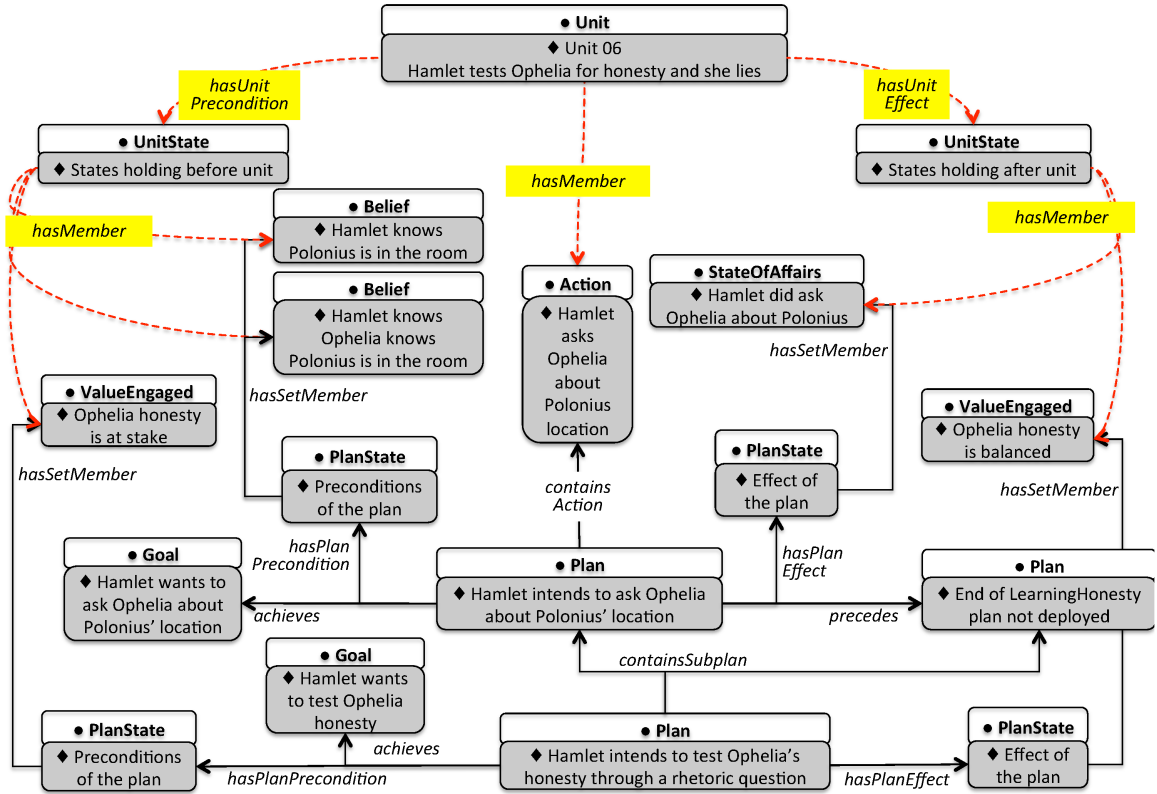 ● Unit
◆ Unit 06
Hamlet tests Ophelia for honesty and she lies
hasUnit
Precondition
hasUnit
Effect
● UnitState
◆ States holding before unit
● UnitState
◆ States holding after unit
hasMember
hasMember
hasMember
● Belief
◆ Hamlet knows
Polonius is in the room
● Belief
◆ Hamlet knows
Ophelia knows
Polonius is in the room
● Action
◆ Hamlet
asks
Ophelia
about
Polonius
location
● StateOfAffairs
◆ Hamlet did ask
Ophelia about Polonius
hasSetMember
hasSetMember
● ValueEngaged
◆ Ophelia honesty
is at stake
● ValueEngaged
◆ Ophelia honesty
is balanced
hasSetMember
hasSetMember
● PlanState
◆ Preconditions
of the plan
● PlanState
◆ Effect of
the plan
contains
Action
hasPlan
Precondition
hasPlan
Effect
● Goal
◆ Hamlet wants to
ask Ophelia about
Polonius’ location
achieves
● Plan
◆ Hamlet intends to ask Ophelia
about Polonius’ location
precedes
● Plan
◆ End of LearningHonesty
plan not deployed
containsSubplan
● Goal
◆ Hamlet wants
to test Ophelia
honesty
achieves
● PlanState
◆ Preconditions
of the plan
hasPlanPrecondition
● Plan
◆ Hamlet intends to test Ophelia’s
honesty through a rhetoric question
hasPlanEffect
● PlanState
◆ Effect of
the plan